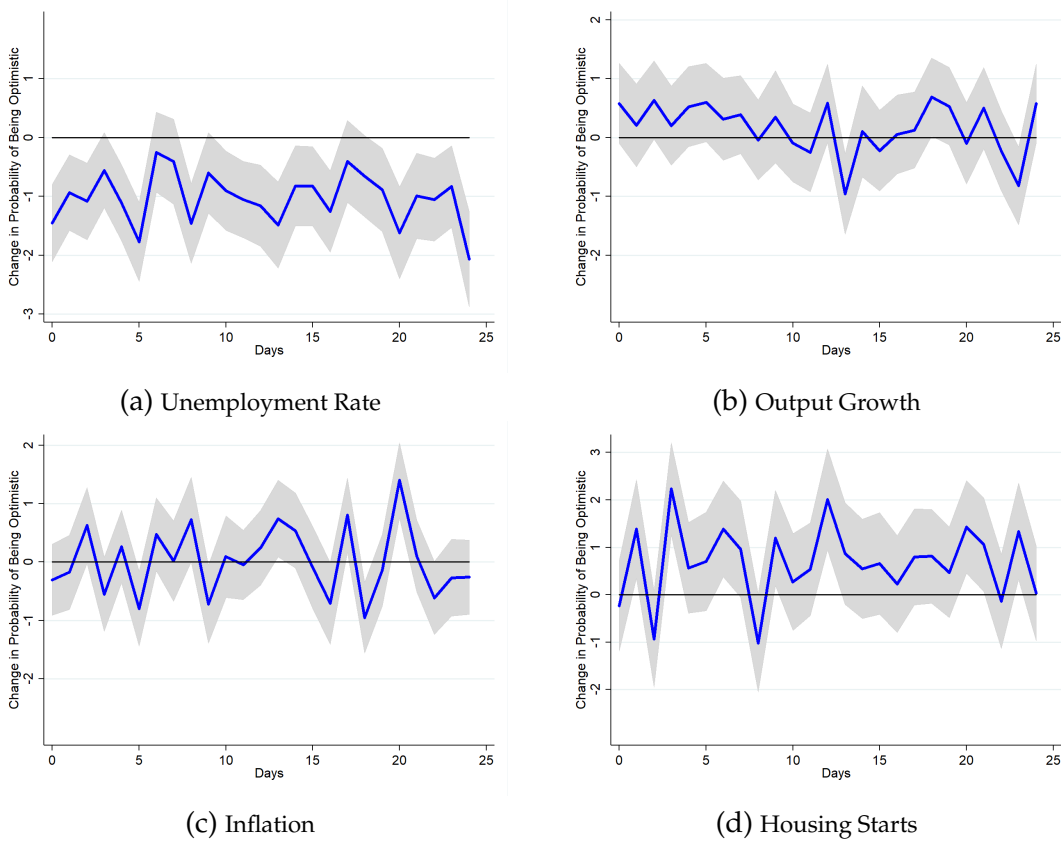 Change in Probability of Being Optimistic
1
0
-1
-2
-3
0 5 10 15 20 25
Days
(a) Unemployment Rate
Change in Probability of Being Optimistic
2
1
0
-1
-2
0 5 10 15 20 25
Days
(b) Output Growth
Change in Probability of Being Optimistic
2
1
0
-1
-2
0 5 10 15 20 25
Days
(c) Inflation
Change in Probability of Being Optimistic
3
2
1
0
-1
-2
0 5 10 15 20 25
Days
(d) Housing Starts